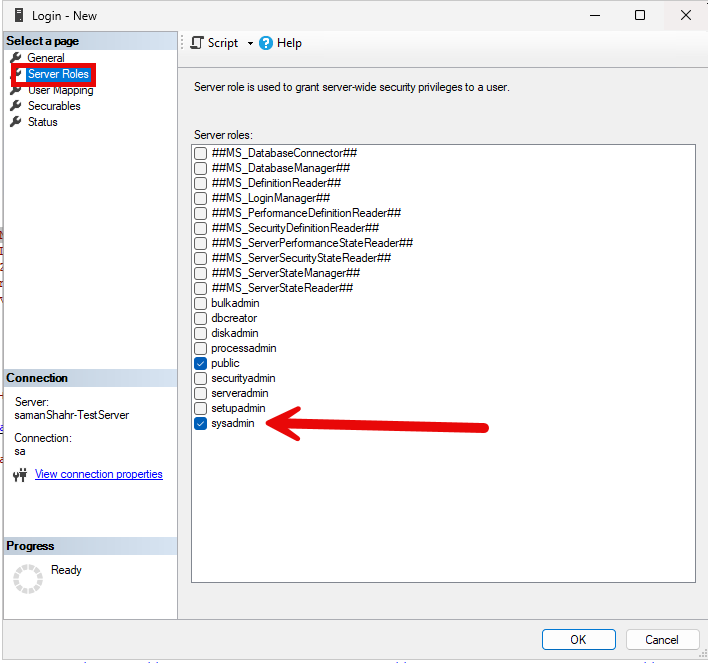 Login - New
Select a page
General
Server Roles
User Mapping
Securables
Status
Script
Help
Server role is used to grant server-wide security privileges to a user.
Server roles:
##MS_DatabaseConnector##
##MS_DatabaseManager##
##MS_DefinitionReader##
##MS_LoginManager##
##MS_PerformanceDefinitionReader##
##MS_SecurityDefinitionReader##
##MS_ServerPerformanceStateReader##
##MS_ServerSecurityStateReader##
##MS_ServerStateManager##
##MS_ServerStateReader##
bulkadmin
dbcreator
diskadmin
processadmin
public
securityadmin
serveradmin
setupadmin
sysadmin
Connection
Server:
samanShahr-TestServer
Connection:
sa
View connection properties
Progress
Ready
OK
Cancel